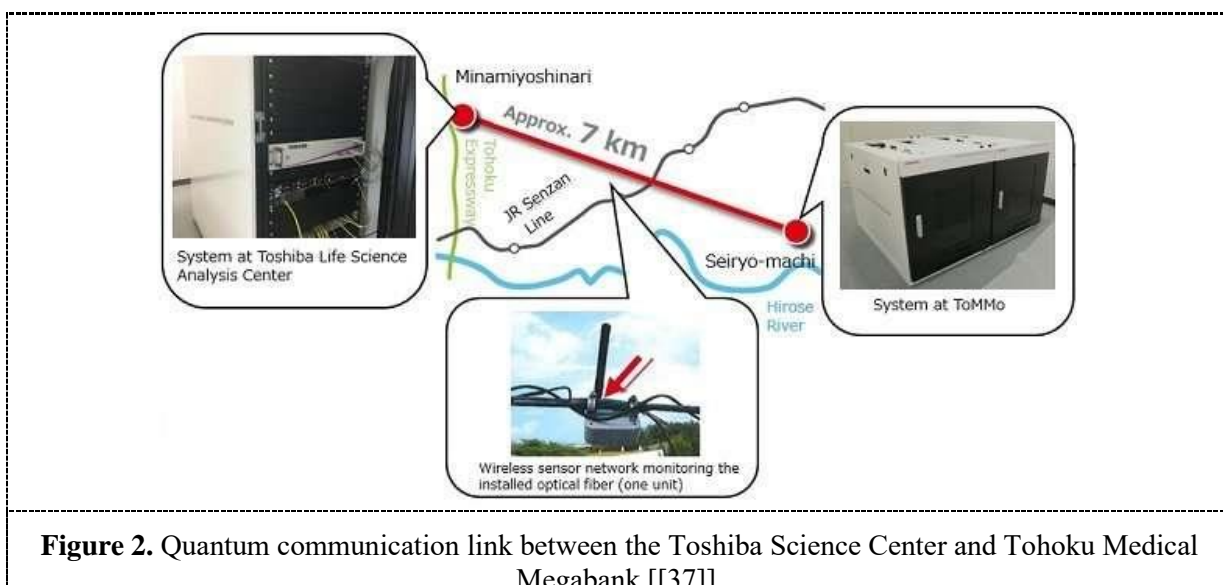 Minamiyoshinari
Approx. 7 km
Tohoku
Expressway
JR Senzan
Line
System at Toshiba Life Science
Analysis Center
Seiryo-machi
Hirose
River
System at ToMMo
Wireless sensor network monitoring the
installed optical fiber (one unit)
Figure 2. Quantum communication link between the Toshiba Science Center and Tohoku Medical
Megabank [[37]]